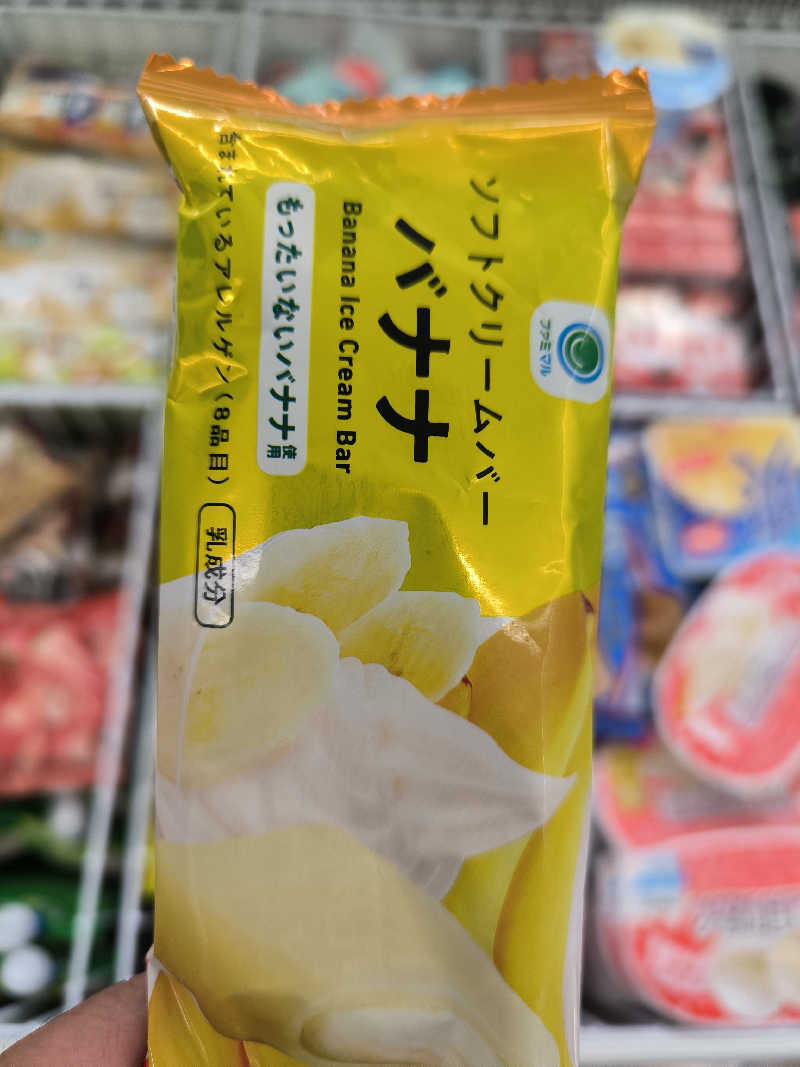 ファミマル
ソフトクリームバー
バナナ
Banana Ice Cream Bar
もったいないバナナ使用
含まれているアレルゲン(8品目) 乳成分